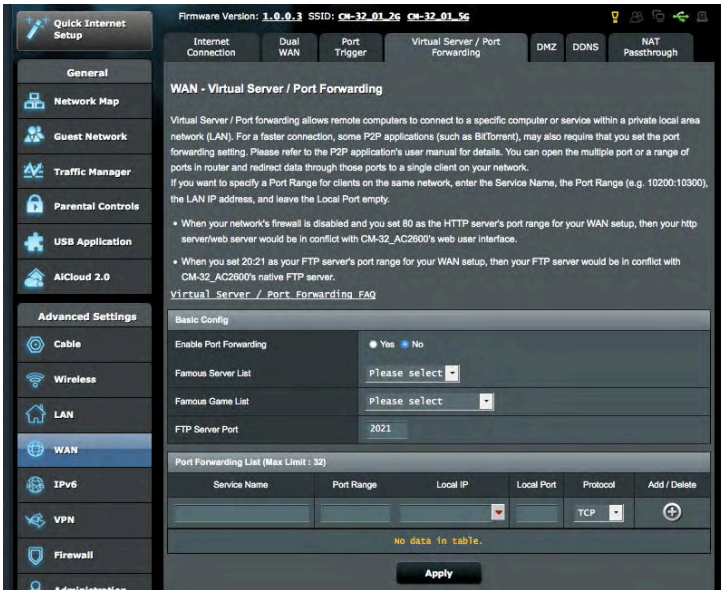 Quick Internet
Setup
General
Network Map
Guest Network
Traffic Manager
Parental Controls
USB Application
AiCloud 2.0
Advanced Settings
Cable
Wireless
LAN
WAN
IPv6
VPN
Firewall
Administration
Firmware Version: 1.0.0.3 SSID: CM-32_01_2G CM-32_01_5G
Internet
Connection
Dual
WAN
Port
Trigger
Virtual Server / Port
Forwarding
DMZ
DDNS
NAT
Passthrough
WAN - Virtual Server / Port Forwarding
Virtual Server / Port forwarding allows remote computers to connect to a specific computer or service within a private local area
network (LAN). For a faster connection, some P2P applications (such as BitTorrent), may also require that you set the port
forwarding setting. Please refer to the P2P application's user manual for details. You can open the multiple port or a range of
ports in router and redirect data through those ports to a single client on your network.
If you want to specify a Port Range for clients on the same network, enter the Service Name, the Port Range (e.g. 10200:10300),
the LAN IP address, and leave the Local Port empty.
• When your network's firewall is disabled and you set 80 as the HTTP server's port range for your WAN setup, then your http
server/web server would be in conflict with CM-32_AC2600's web user interface.
• When you set 20:21 as your FTP server's port range for your WAN setup, then your FTP server would be in conflict with
CM-32_AC2600's native FTP server.
Virtual Server / Port Forwarding FAQ
Basic Config
Enable Port Forwarding Yes No
Famous Server List Please select
Famous Game List Please select
FTP Server Port 2021
Port Forwarding List (Max Limit : 32)
Service Name Port Range Local IP Local Port Protocol Add / Delete
TCP
No data in table.
Apply